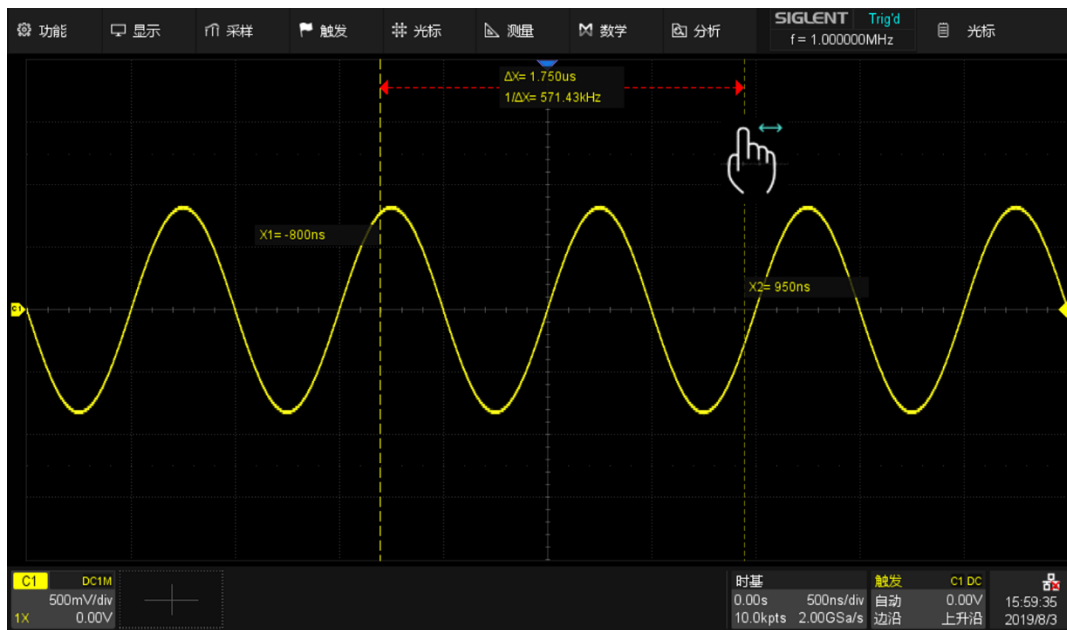 功能 显示 采样 触发 光标 测量 数学 分析 SIGLENT Trig'd 光标
f = 1.000000MHz
ΔX= 1.750us
1/ΔX= 571.43kHz
X1= -800ns
X2= 950ns
C1
C1 DC1M
500mV/div
1X 0.00V
时基
0.00s 500ns/div
10.0kpts 2.00GSa/s
触发 C1 DC
自动 0.00V
边沿 上升沿
15:59:35
2019/8/3